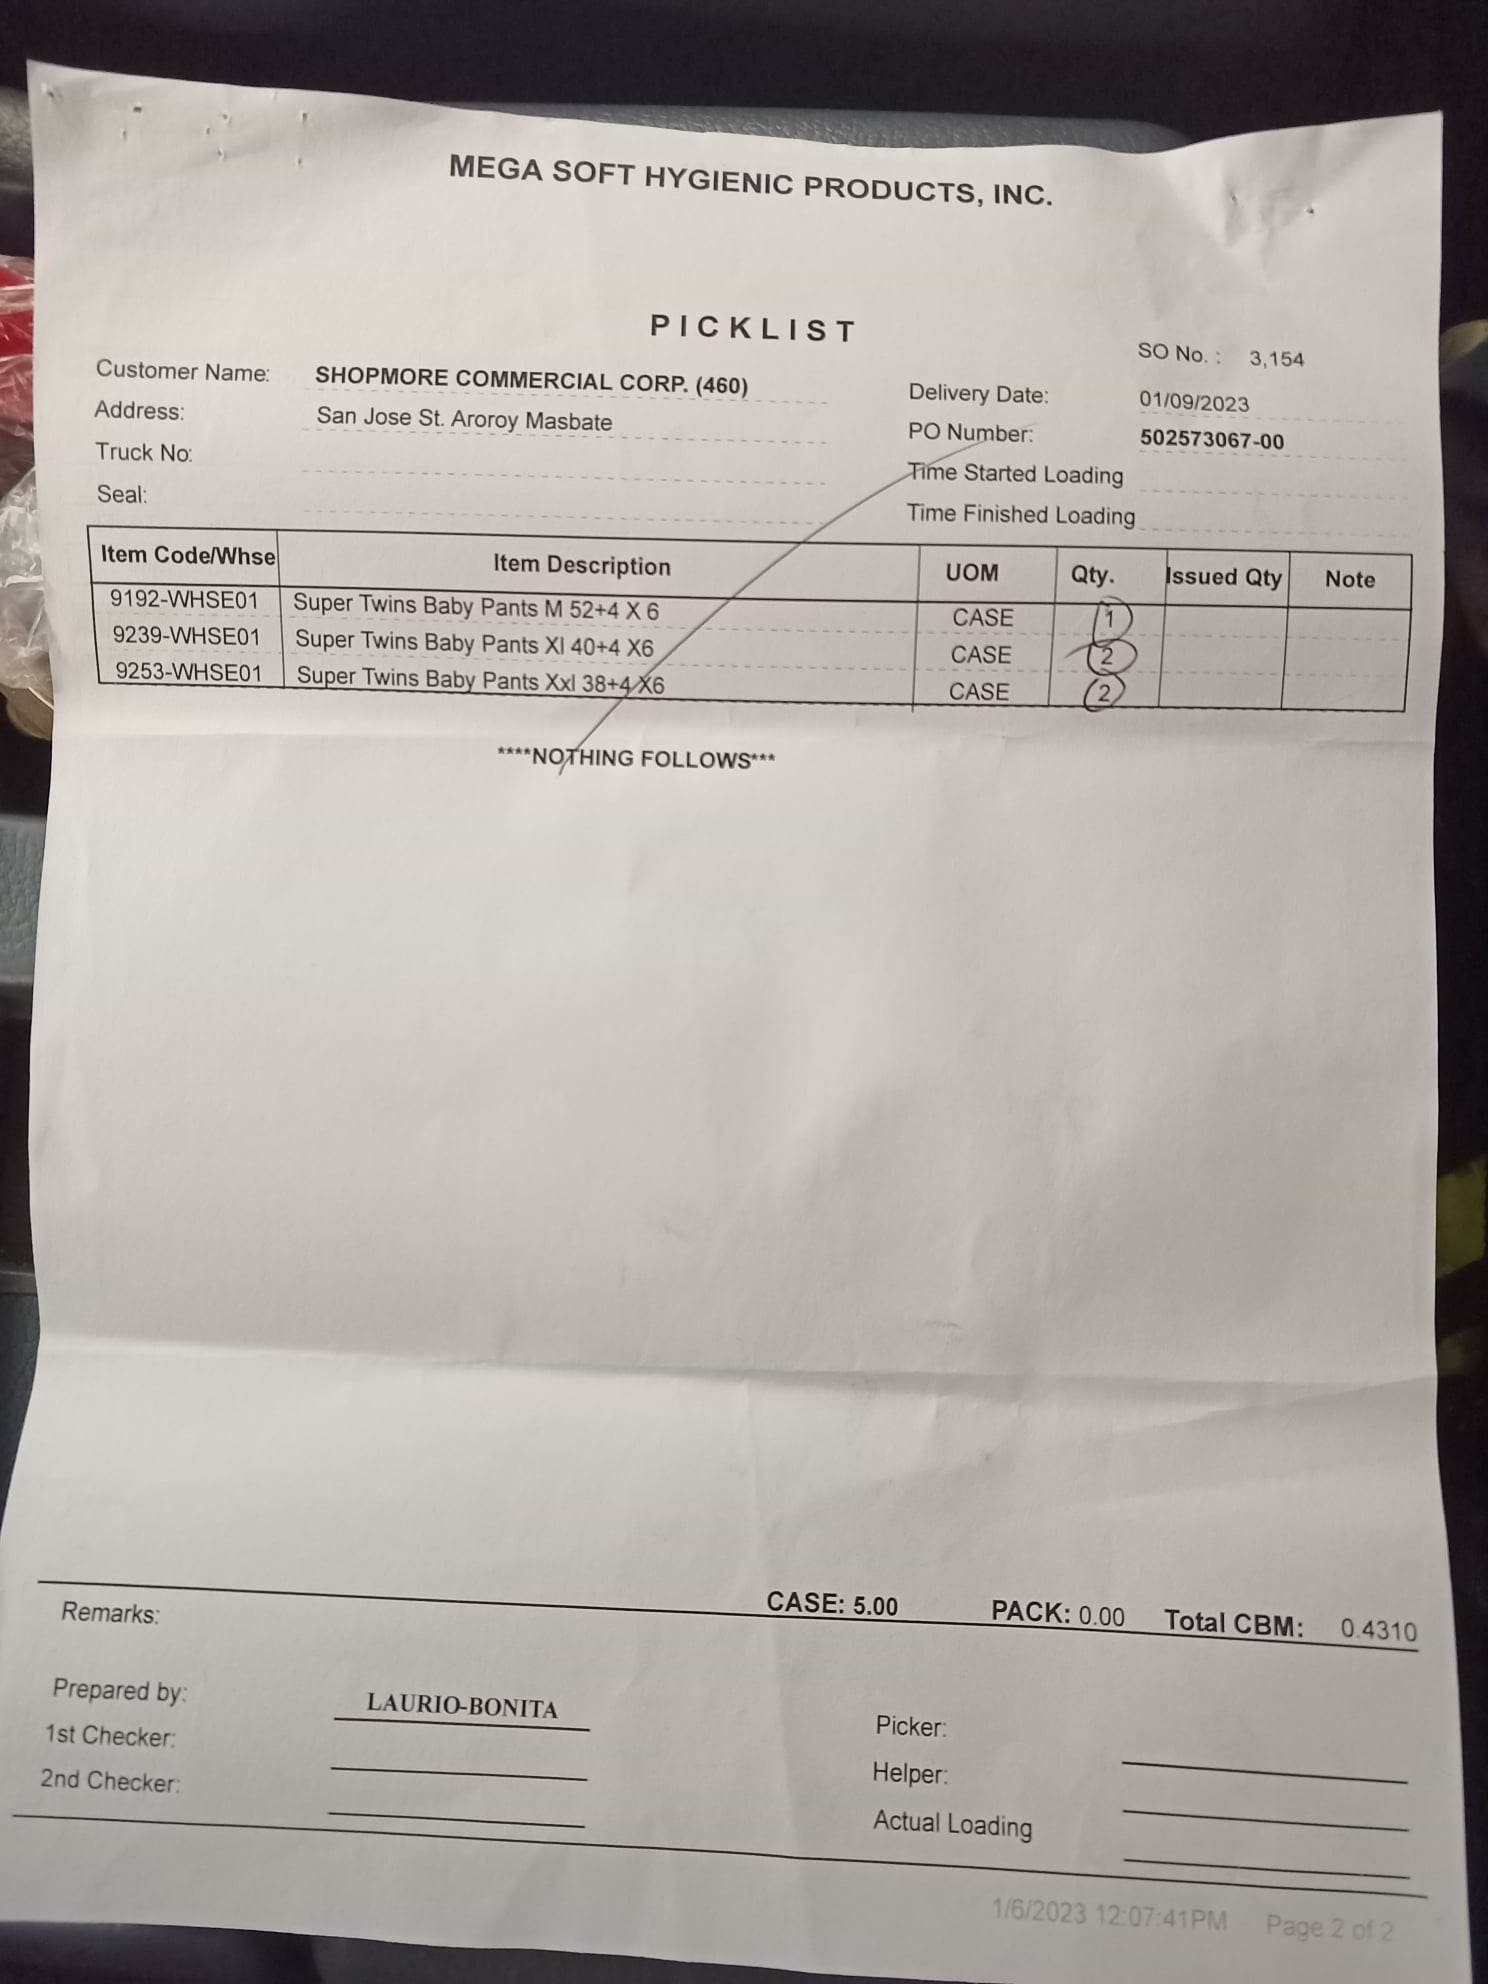 MEGA SOFT HYGIENIC PRODUCTS, INC.
PICKLIST
SO No. : 3,154
Customer Name: SHOPMORE COMMERCIAL CORP. (460) Delivery Date: 01/09/2023
Address: San Jose St. Aroroy Masbate PO Number: 502573067-00
Truck No: Time Started Loading
Seal: Time Finished Loading
Item Code/Whse Item Description UOM Qty. Issued Qty Note
9192-WHSE01 Super Twins Baby Pants M 52+4 X 6 CASE 1
9239-WHSE01 Super Twins Baby Pants Xl 40+4 X6 CASE 2
9253-WHSE01 Super Twins Baby Pants Xxl 38+4 X6 CASE 2
****NOTHING FOLLOWS***
CASE: 5.00 PACK: 0.00 Total CBM: 0.4310
Remarks:
Prepared by: LAURIO-BONITA Picker:
1st Checker: Helper:
2nd Checker: Actual Loading
1/6/2023 12:07:41PM Page 2 of 2